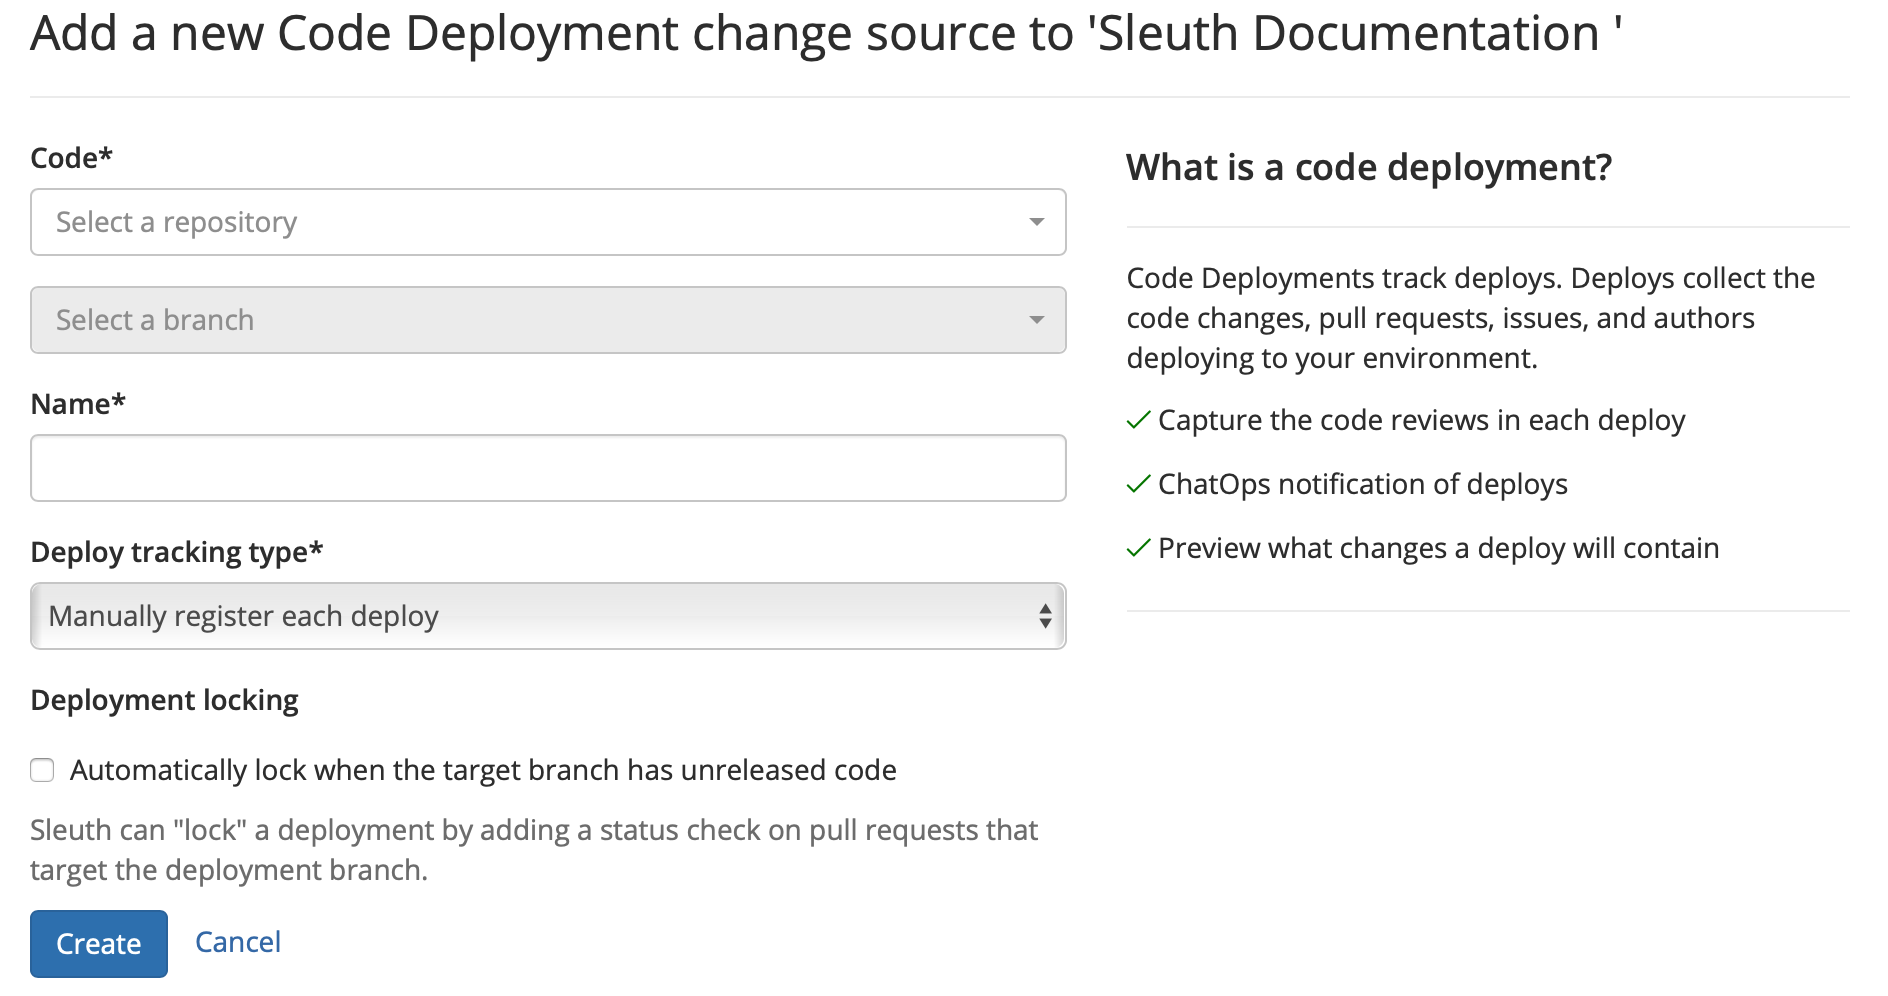 Add a new Code Deployment change source to 'Sleuth Documentation '
Code*
Select a repository
Select a branch
Name*
Deploy tracking type*
Manually register each deploy
Deployment locking
Automatically lock when the target branch has unreleased code
Sleuth can "lock" a deployment by adding a status check on pull requests that
target the deployment branch.
Create
Cancel
What is a code deployment?
Code Deployments track deploys. Deploys collect the
code changes, pull requests, issues, and authors
deploying to your environment.
Capture the code reviews in each deploy
ChatOps notification of deploys
Preview what changes a deploy will contain